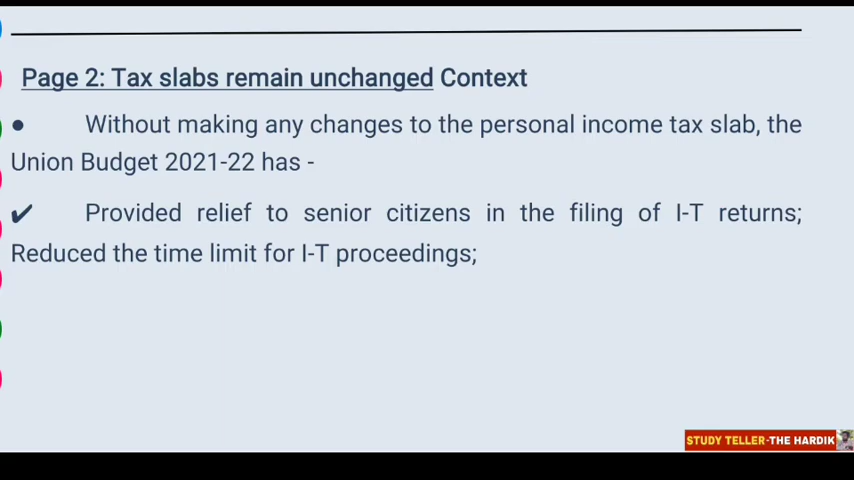 Page 2: Tax slabs remain unchanged Context
● Without making any changes to the personal income tax slab, the
Union Budget 2021-22 has -
✔ Provided relief to senior citizens in the filing of I-T returns;
Reduced the time limit for I-T proceedings;
STUDY TELLER-THE HARDIK